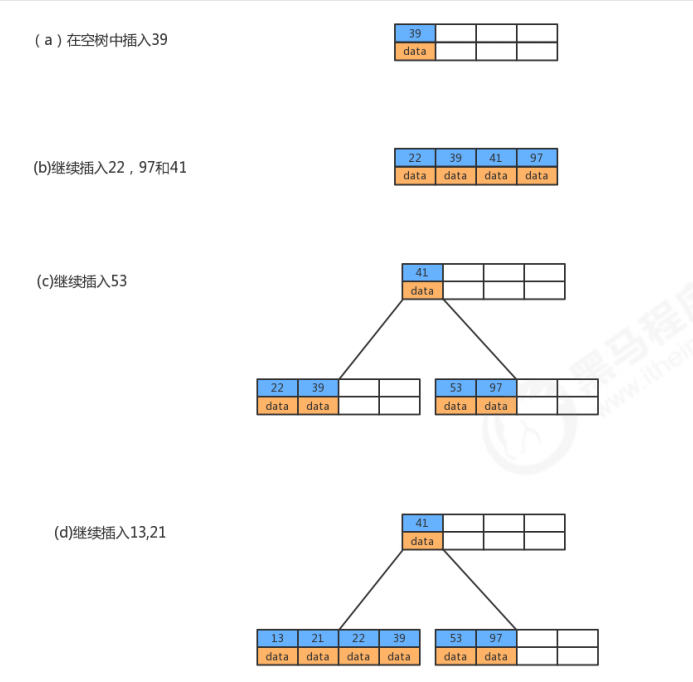 （a）在空树中插入39
39
data
(b)继续插入22，97和41
22 39 41 97
data data data data
(c)继续插入53
41
data
22 39 53 97
data data data data
(d)继续插入13,21
41
data
13 21 22 39 53 97
data data data data data data
黑马程序
www.itheim